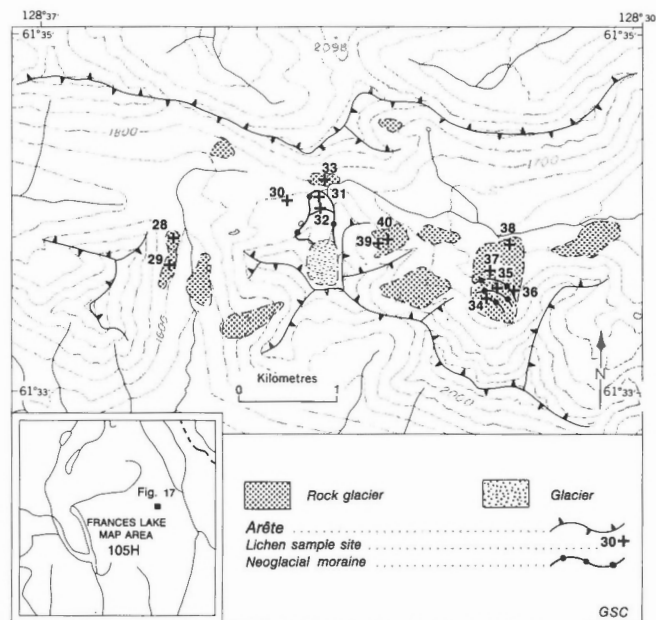 128°37'
128°30'
61°35'
61°35'
2098
1800
1700
33
30
31
32
28
29
40
39
38
37
35
36
34
1600
2000
Kilometres
0 1
N
61°33'
61°33'
Fig. 17
FRANCES LAKE
MAP AREA
105H
Rock glacier
Glacier
Arête
Lichen sample site
30
Neoglacial moraine
GSC